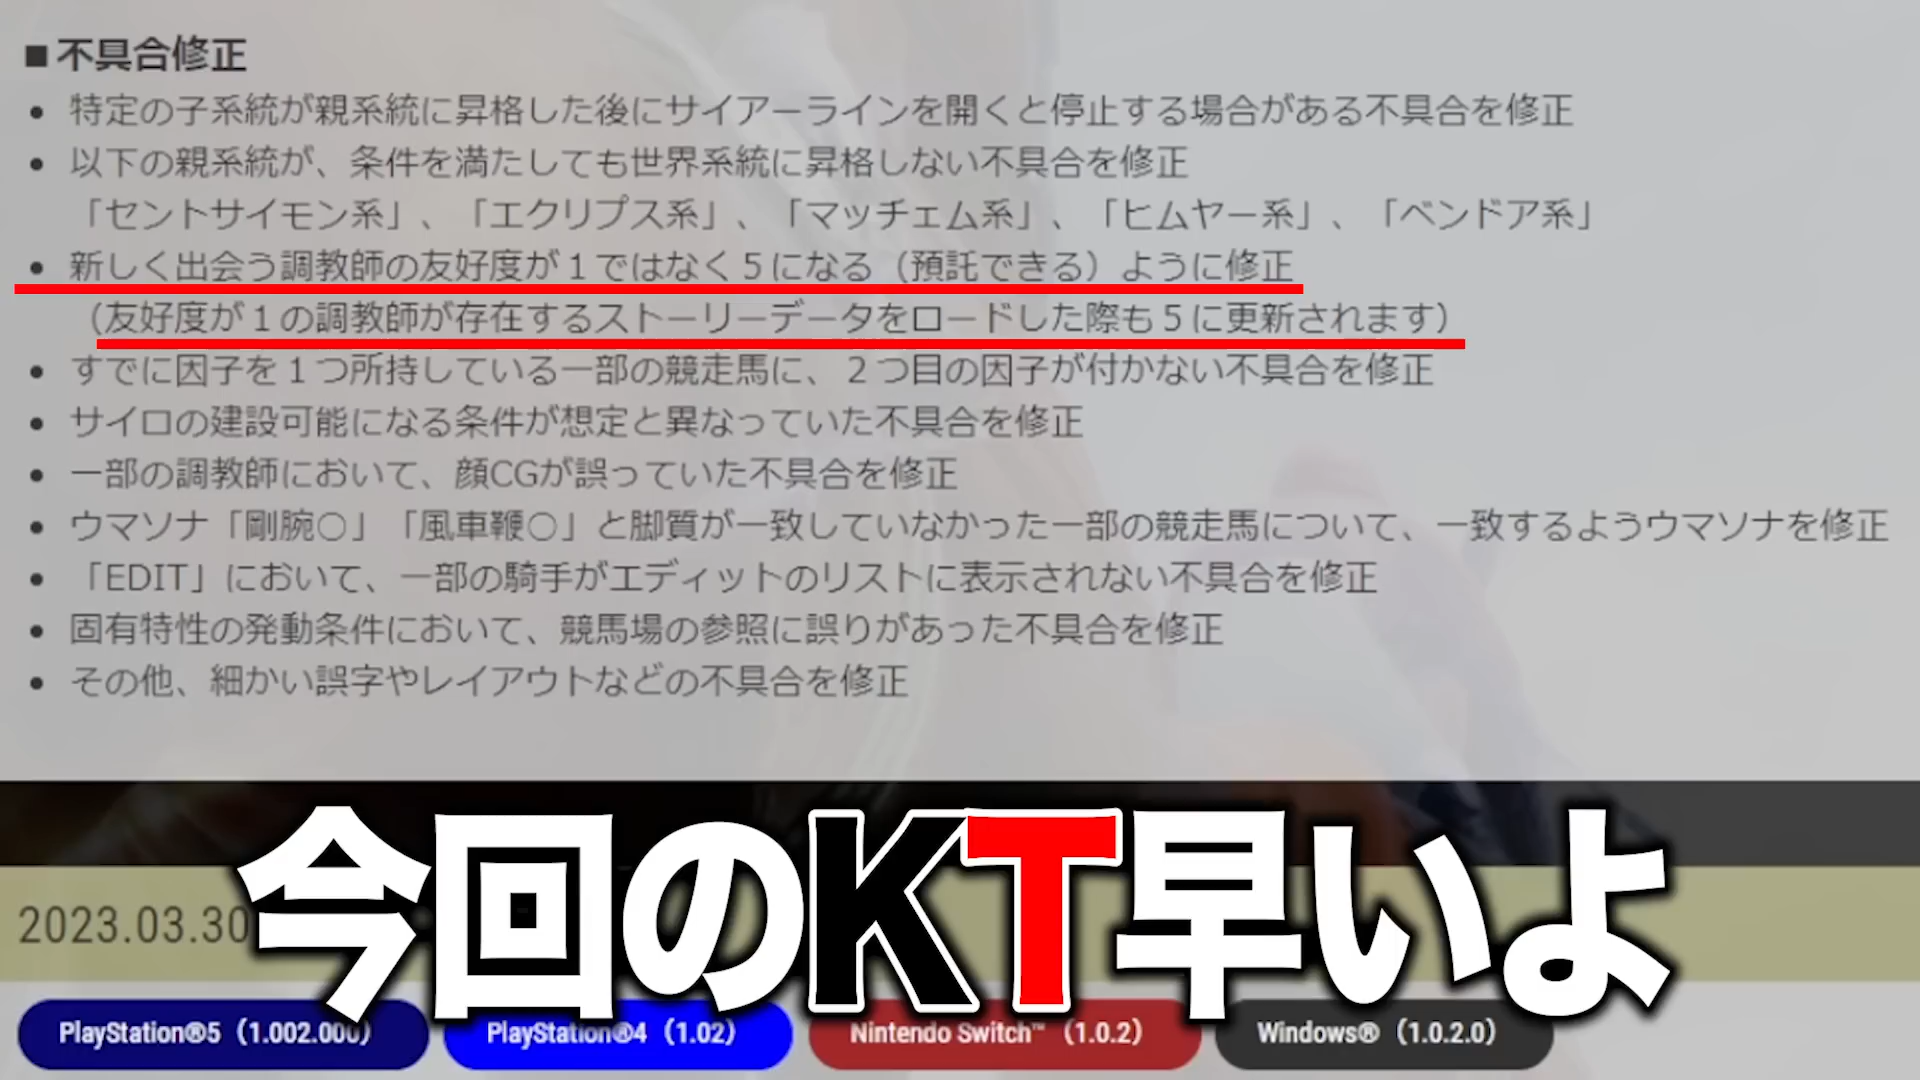 ■不具合修正
• 特定の子系統が親系統に昇格した後にサイアーラインを開くと停止する場合がある不具合を修正
• 以下の親系統が、条件を満たしても世界系統に昇格しない不具合を修正
「セントサイモン系」、「エクリプス系」、「マッチェム系」、「ヒムヤー系」、「ベンドア系」
• 新しく出会う調教師の友好度が１ではなく５になる（預託できる）ように修正
（友好度が１の調教師が存在するストーリーデータをロードした際も５に更新されます）
• すでに因子を１つ所持している一部の競走馬に、２つ目の因子が付かない不具合を修正
• サイロの建設可能になる条件が想定と異なっていた不具合を修正
• 一部の調教師において、顔CGが誤っていた不具合を修正
• ウマソナ「剛腕○」「風車鞭○」と脚質が一致していなかった一部の競走馬について、一致するようウマソナを修正
• 「EDIT」において、一部の騎手がエディットのリストに表示されない不具合を修正
• 固有特性の発動条件において、競馬場の参照に誤りがあった不具合を修正
• その他、細かい誤字やレイアウトなどの不具合を修正
今回のKT早いよ
2023.03.30
PlayStation®5（1.002.000） PlayStation®4（1.02） Nintendo Switch™（1.0.2） Windows®（1.0.2.0）